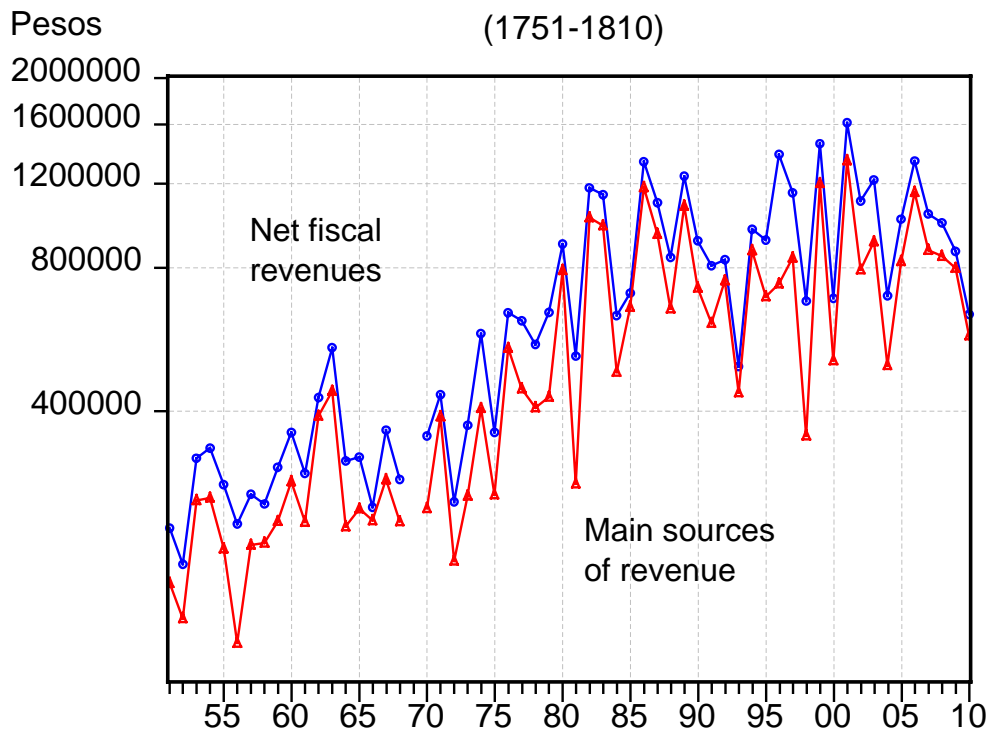 Pesos
(1751-1810)
2000000
1600000
1200000
800000
400000
Net fiscal
revenues
Main sources
of revenue
55 60 65 70 75 80 85 90 95 00 05 10